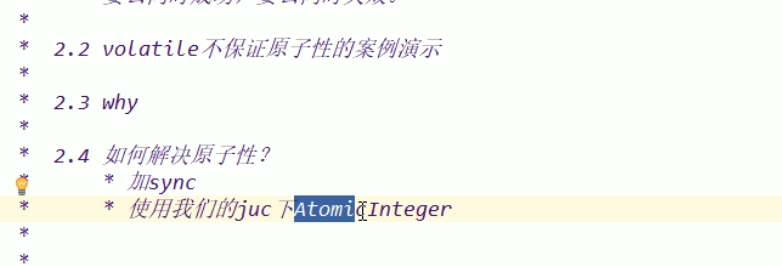 *
* 2.2 volatile不保证原子性的案例演示
*
* 2.3 why
*
* 2.4 如何解决原子性?
* * 加sync
* * 使用我们的juc下AtomicInteger
*
*